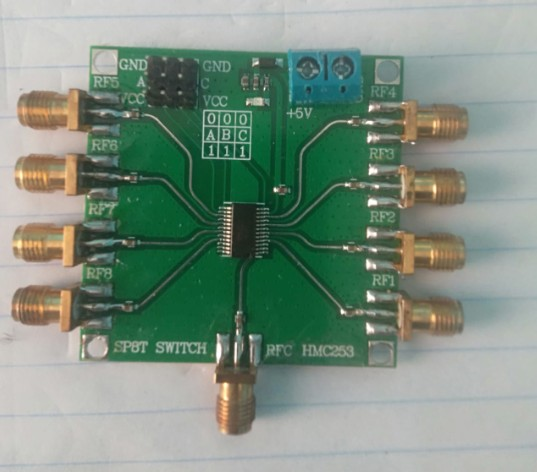 GND GND
RF5 A C RF4
VCC VCC +5V
0 0 0
A B C
1 1 1
RF6 RF3
RF7 RF2
RF8 RF1
SP8T SWITCH RFC HMC253